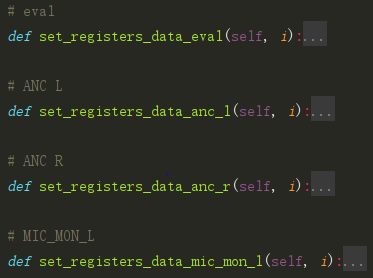 # eval
def set_registers_data_eval(self, i):...
# ANC L
def set_registers_data_anc_l(self, i):...
# ANC R
def set_registers_data_anc_r(self, i):...
# MIC_MON_L
def set_registers_data_mic_mon_l(self, i):...